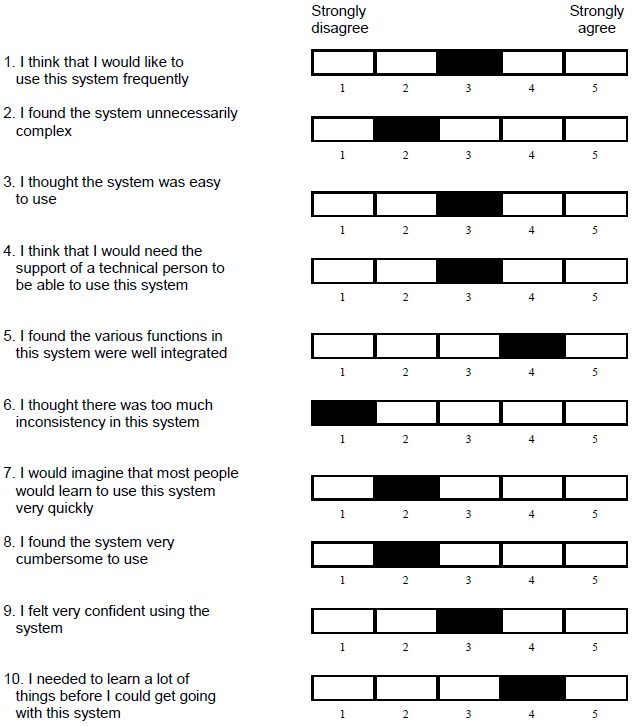 Strongly disagree
Strongly agree
1. I think that I would like to
use this system frequently
1 2 3 4 5
2. I found the system unnecessarily
complex
1 2 3 4 5
3. I thought the system was easy
to use
1 2 3 4 5
4. I think that I would need the
support of a technical person to
be able to use this system
1 2 3 4 5
5. I found the various functions in
this system were well integrated
1 2 3 4 5
6. I thought there was too much
inconsistency in this system
1 2 3 4 5
7. I would imagine that most people
would learn to use this system
very quickly
1 2 3 4 5
8. I found the system very
cumbersome to use
1 2 3 4 5
9. I felt very confident using the
system
1 2 3 4 5
10. I needed to learn a lot of
things before I could get going
with this system
1 2 3 4 5